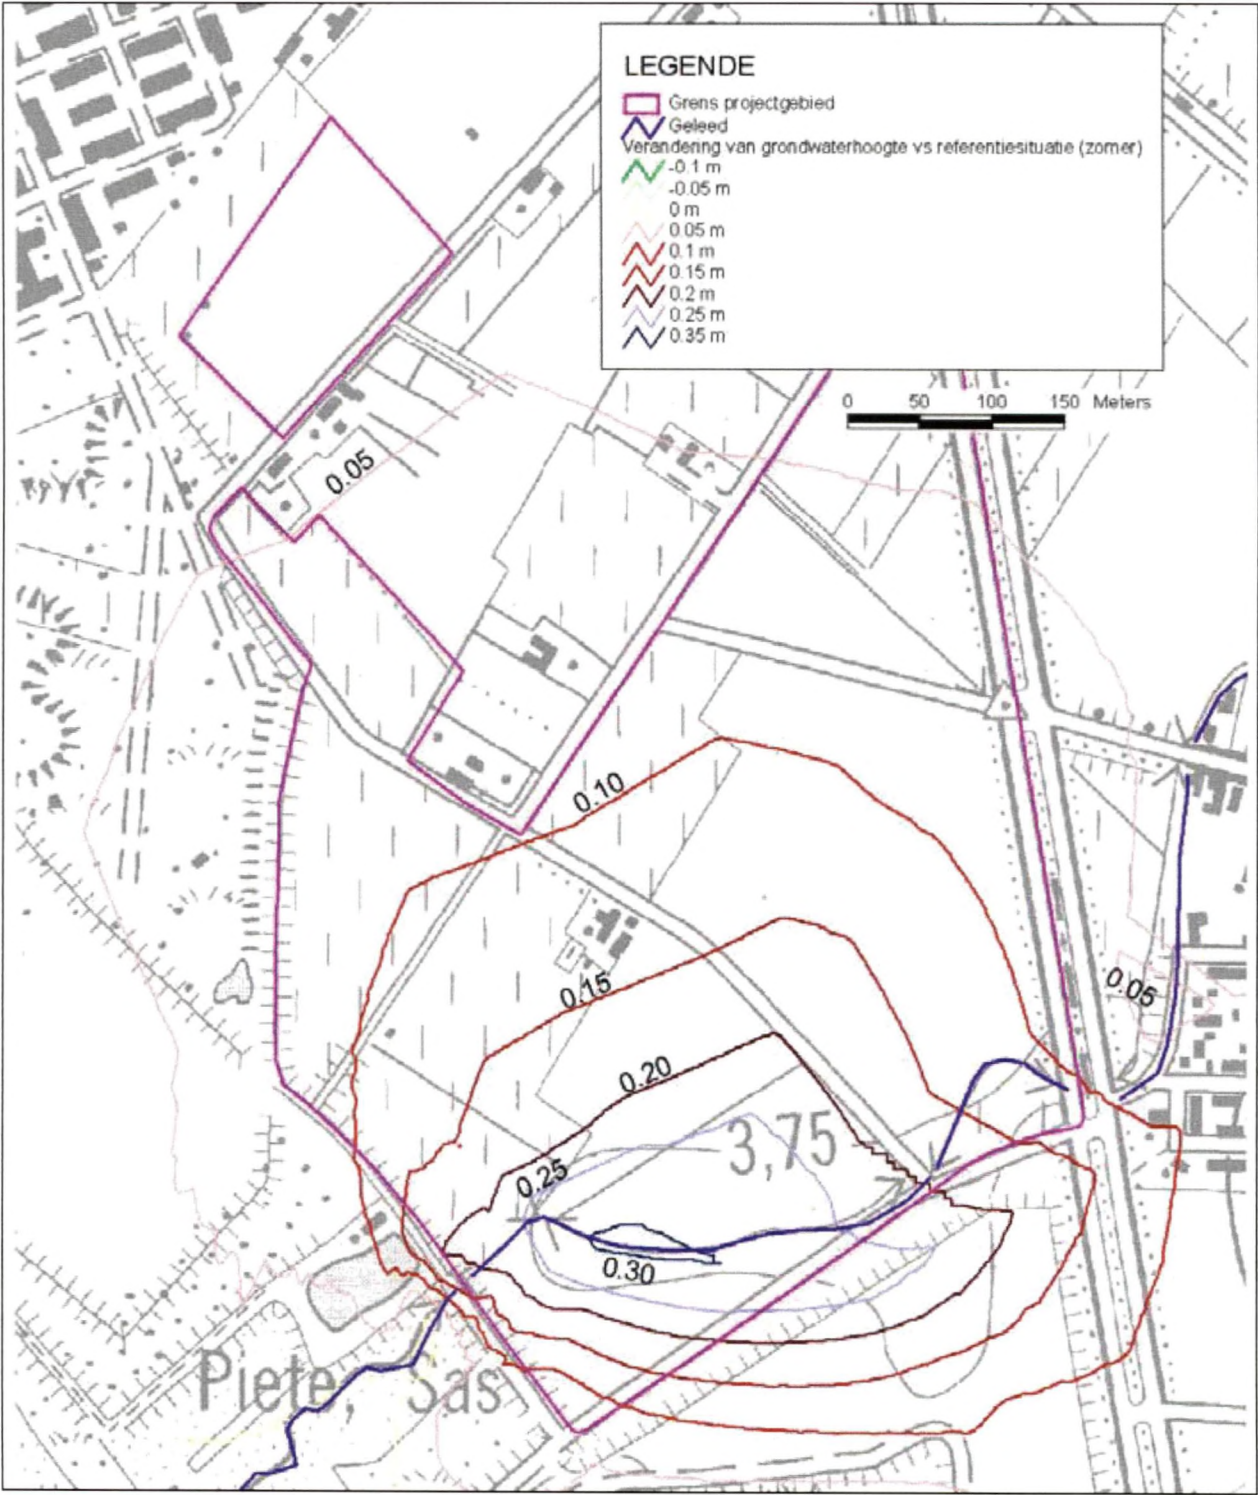 LEGENDE
Grens projectgebied
Geleed
Verandering van grondwaterhoogte vs referentiesituatie (zomer)
-0.1 m
-0.05 m
0 m
0.05 m
0.1 m
0.15 m
0.2 m
0.25 m
0.35 m
0 50 100 150 Meters
0.05
0.10
0.15
0.05
0.20
3,75
0.25
0.30
Piete, Sas